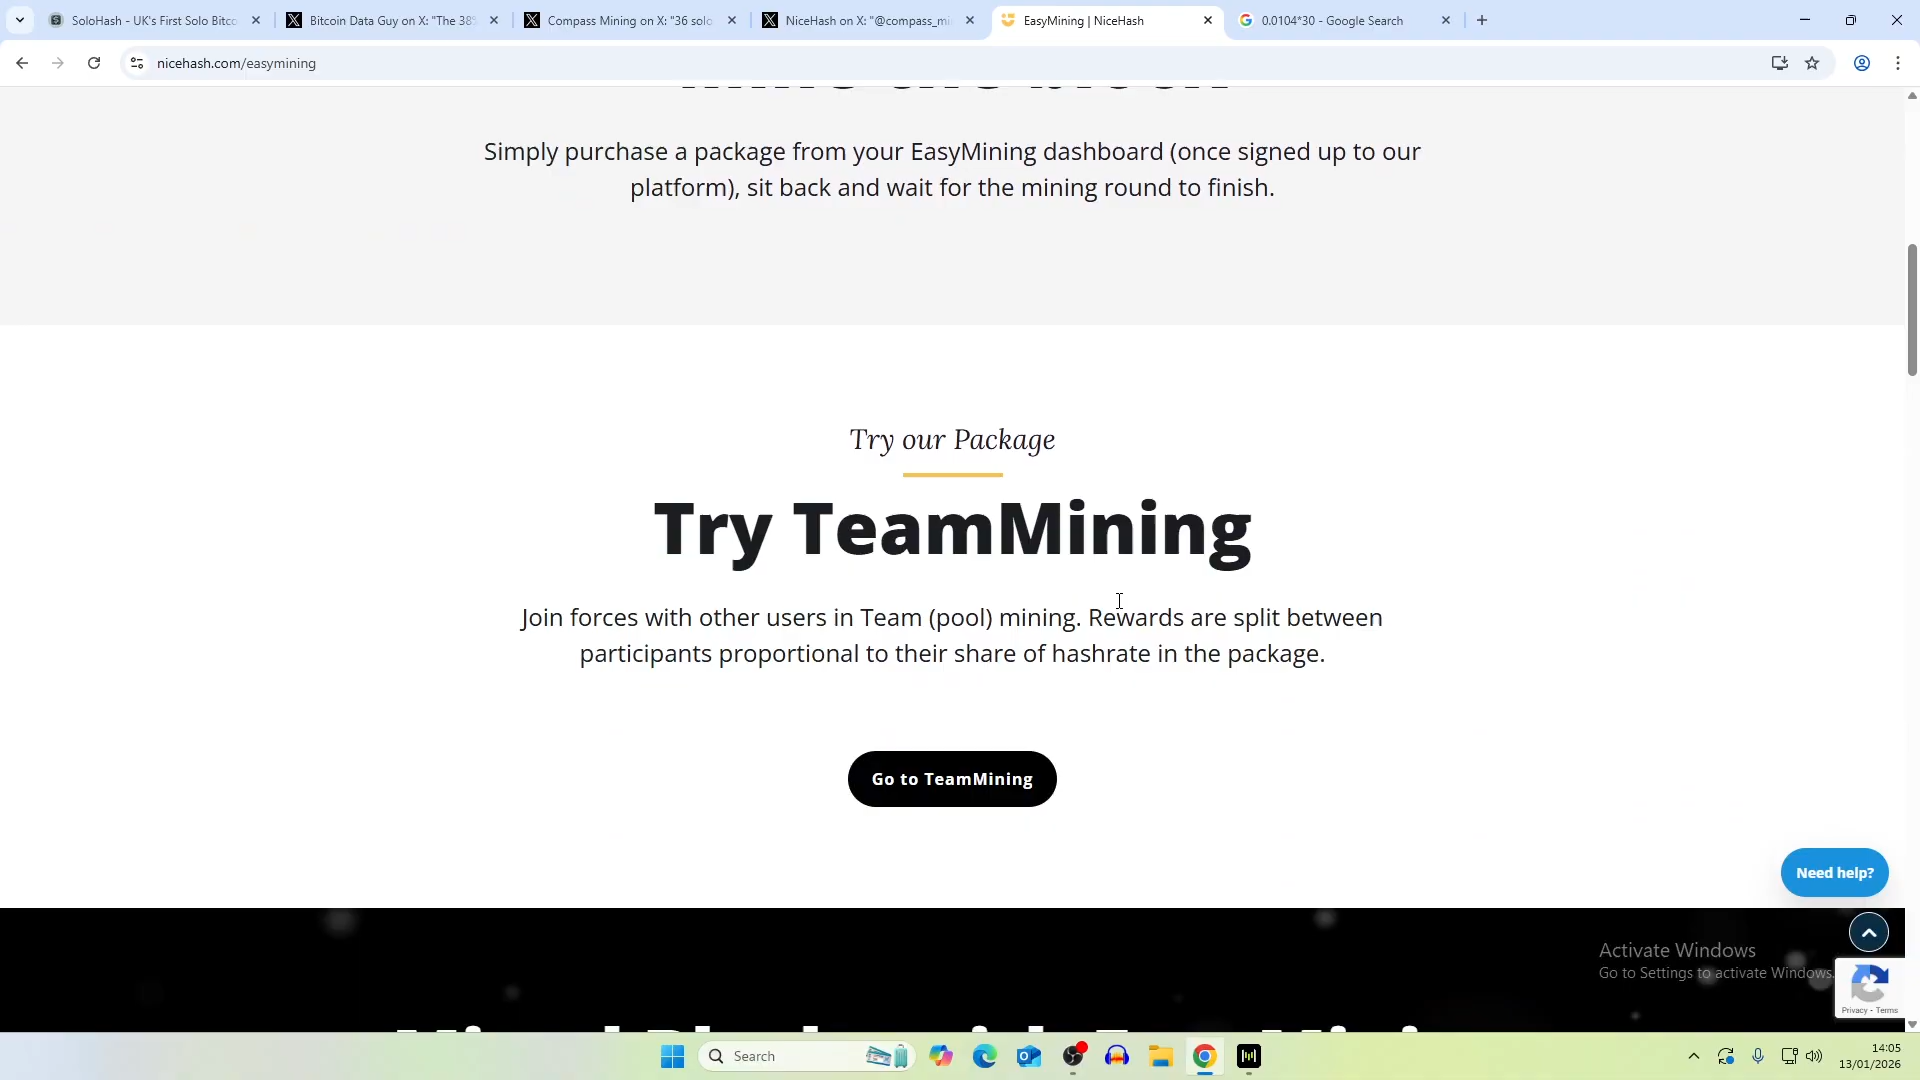 SoloHash - UK's First Solo Bitco
Bitcoin Data Guy on X: "The 38%
Compass Mining on X: "36 solo
NiceHash on X: "@compass_mi
EasyMining | NiceHash
0.0104*30 - Google Search
nicehash.com/easymining
Simply purchase a package from your EasyMining dashboard (once signed up to our
platform), sit back and wait for the mining round to finish.
Try our Package
Try TeamMining
Join forces with other users in Team (pool) mining. Rewards are split between
participants proportional to their share of hashrate in the package.
Go to TeamMining
Need help?
Activate Windows
Go to Settings to activate Windows.
Privacy - Terms
Search
14:05
13/01/2026